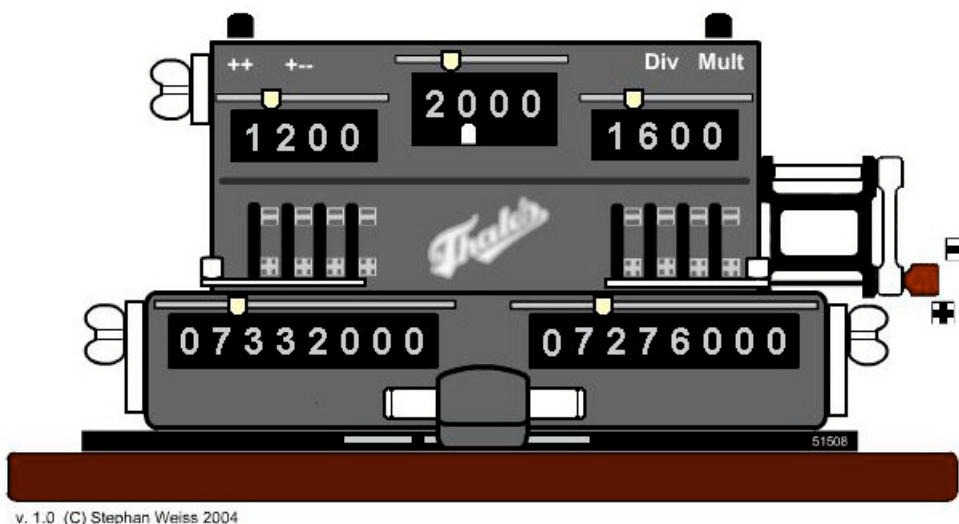 ++ +-- Div Mult
2000
1200 1600
Thales
07332000 07276000
51508
v. 1.0 (C) Stephan Weiss 2004